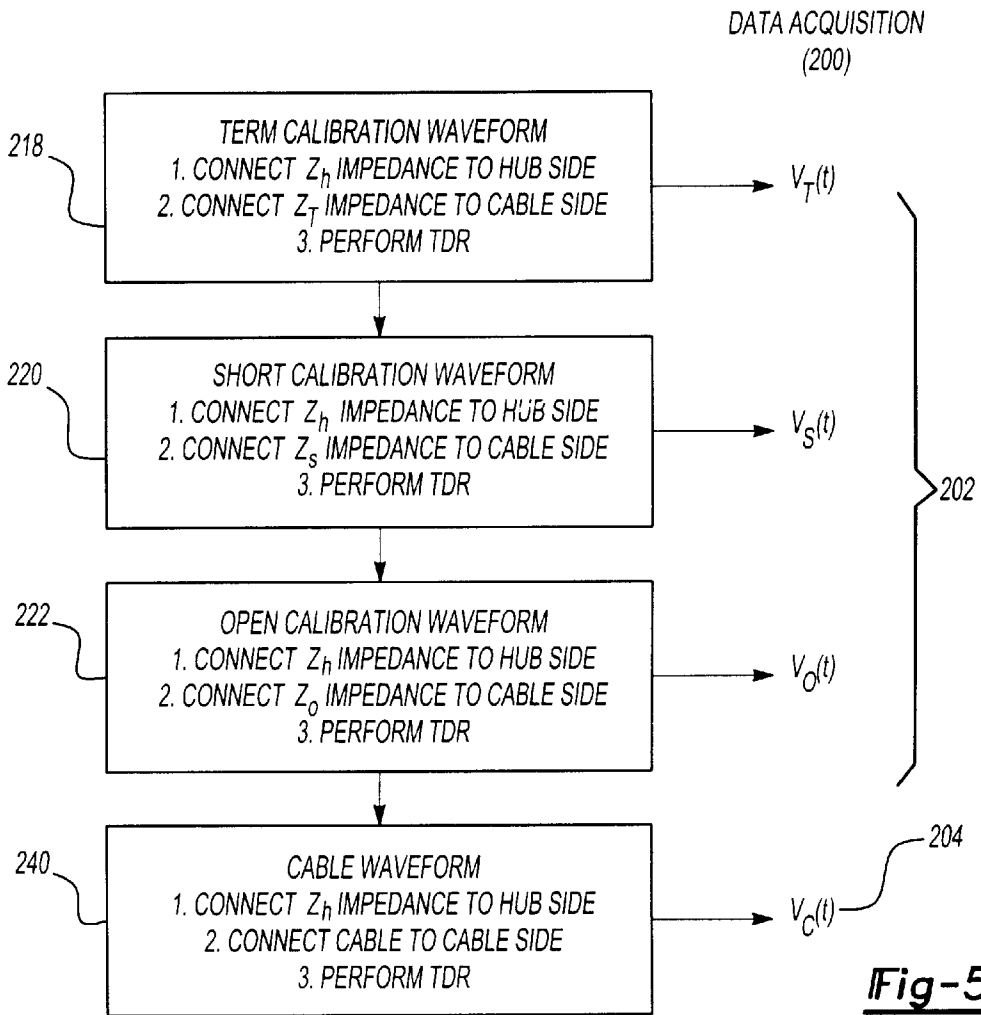 DATA ACQUISITION
(200)
218
TERM CALIBRATION WAVEFORM
1. CONNECT Zh IMPEDANCE TO HUB SIDE
2. CONNECT ZT IMPEDANCE TO CABLE SIDE
3. PERFORM TDR
VT(t)
220
SHORT CALIBRATION WAVEFORM
1. CONNECT Zh IMPEDANCE TO HUB SIDE
2. CONNECT Zs IMPEDANCE TO CABLE SIDE
3. PERFORM TDR
VS(t)
202
222
OPEN CALIBRATION WAVEFORM
1. CONNECT Zh IMPEDANCE TO HUB SIDE
2. CONNECT Zo IMPEDANCE TO CABLE SIDE
3. PERFORM TDR
VO(t)
240
CABLE WAVEFORM
1. CONNECT Zh IMPEDANCE TO HUB SIDE
2. CONNECT CABLE TO CABLE SIDE
3. PERFORM TDR
VC(t)
204
Fig-5